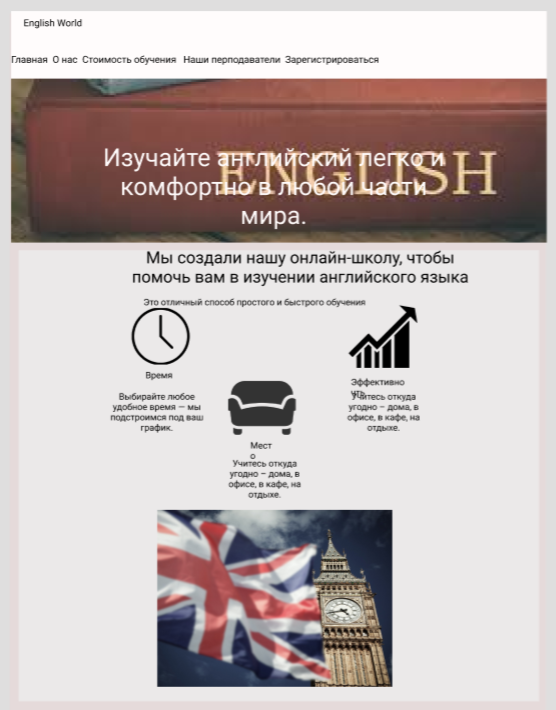 English World
Главная О нас Стоимость обучения Наши перподаватели Зарегистрироваться
ENGLISH
Изучайте английский легко и
комфортно в любой части
мира.
Мы создали нашу онлайн-школу, чтобы
помочь вам в изучении английского языка
Это отличный способ простого и быстрого обучения
Время
Выбирайте любое
удобное время — мы
подстроимся под ваш
график.
Мест
о
Учитесь откуда
угодно – дома, в
офисе, в кафе, на
отдыхе.
Эффективно
Учитесь откуда
угодно – дома, в
офисе, в кафе, на
отдыхе.